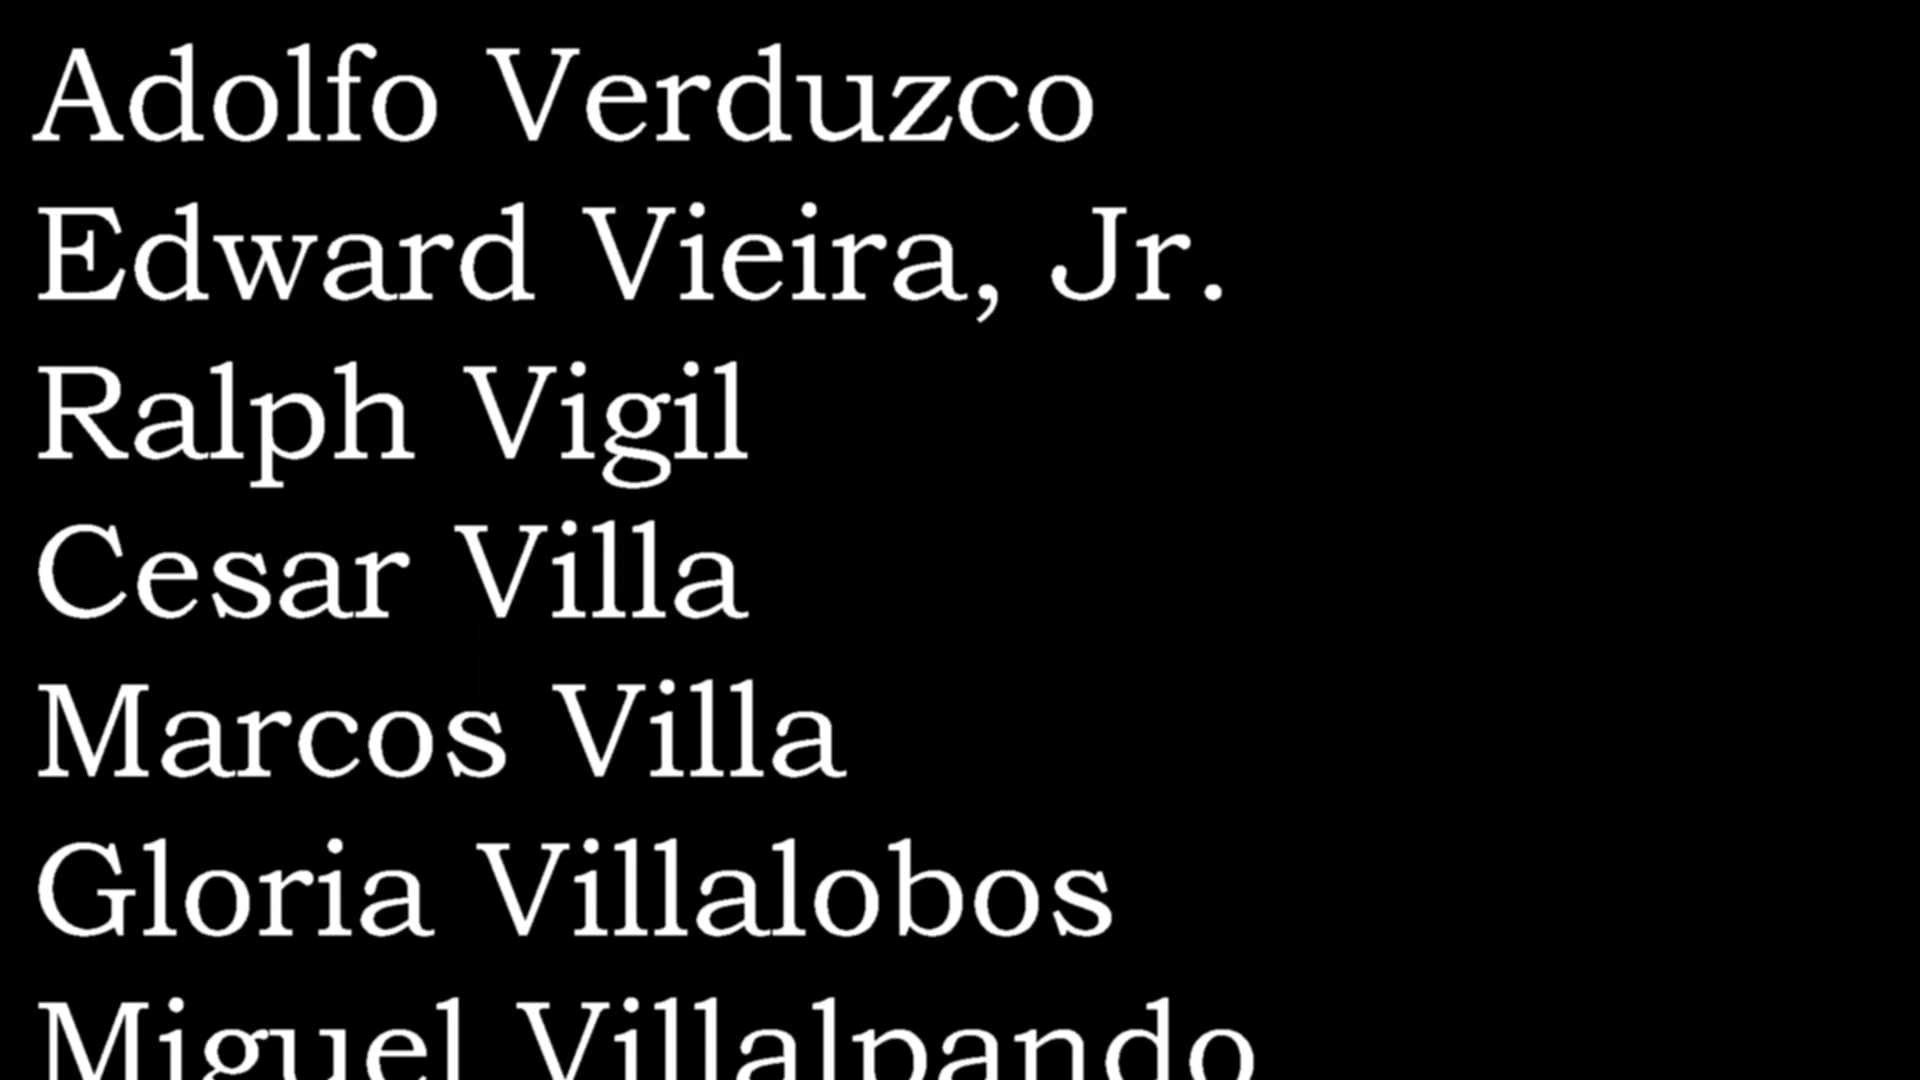 Adolfo Verduzco
Edward Vieira, Jr.
Ralph Vigil
Cesar Villa
Marcos Villa
Gloria Villalobos
Miguel Villalpando